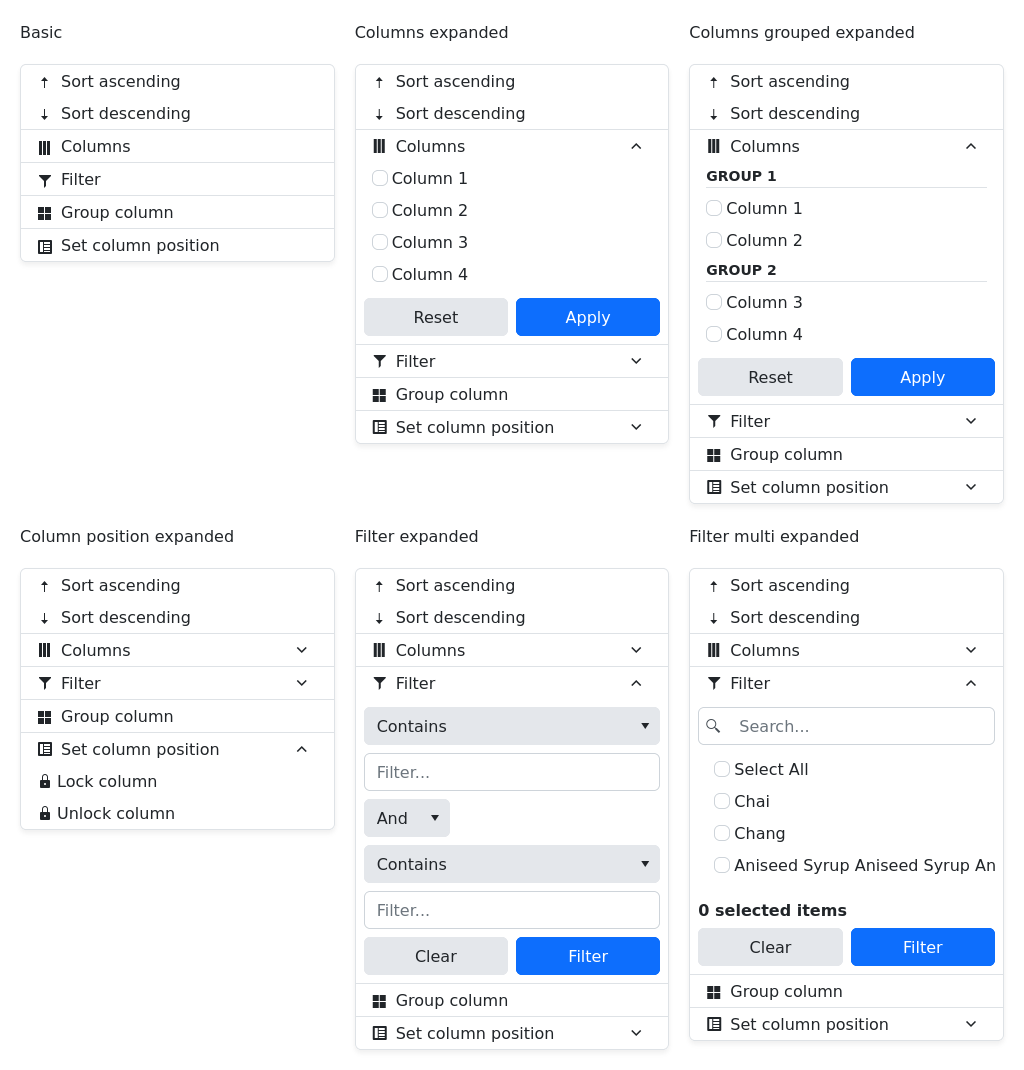 Basic
Sort ascending
Sort descending
Columns
Filter
Group column
Set column position
Columns expanded
Sort ascending
Sort descending
Columns
Column 1
Column 2
Column 3
Column 4
Reset Apply
Filter
Group column
Set column position
Columns grouped expanded
Sort ascending
Sort descending
Columns
GROUP 1
Column 1
Column 2
GROUP 2
Column 3
Column 4
Reset Apply
Filter
Group column
Set column position
Column position expanded
Sort ascending
Sort descending
Columns
Filter
Group column
Set column position
Lock column
Unlock column
Filter expanded
Sort ascending
Sort descending
Columns
Filter
Contains
Filter...
And
Contains
Filter...
Clear Filter
Group column
Set column position
Filter multi expanded
Sort ascending
Sort descending
Columns
Filter
Search...
Select All
Chai
Chang
Aniseed Syrup Aniseed Syrup An
0 selected items
Clear Filter
Group column
Set column position